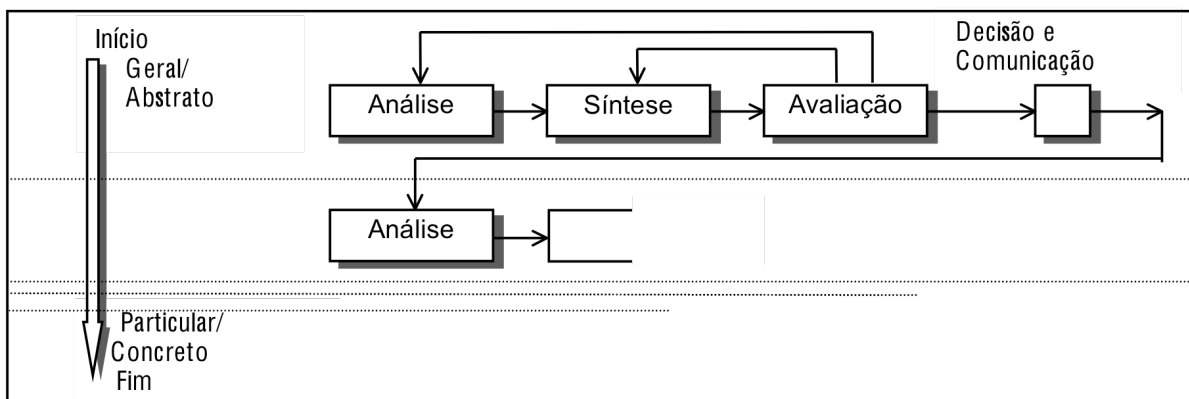 Início
Geral/
Abstrato
Análise
Síntese
Avaliação
Decisão e
Comunicação
Análise
Particular/
Concreto
Fim